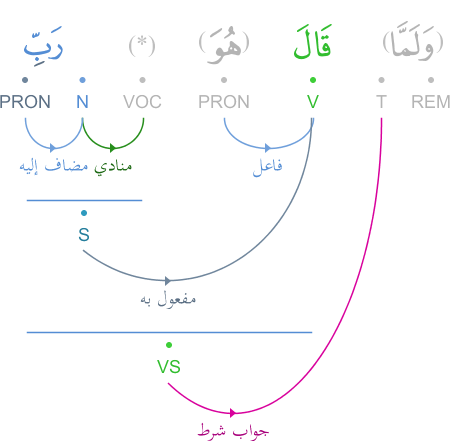 (وَلَمَّا) قَالَ (هُوَ) (*) رَبِّ
PRON N VOC PRON V T REM
فاعل منادي مضاف إليه
S
مفعول به
VS
جواب شرط